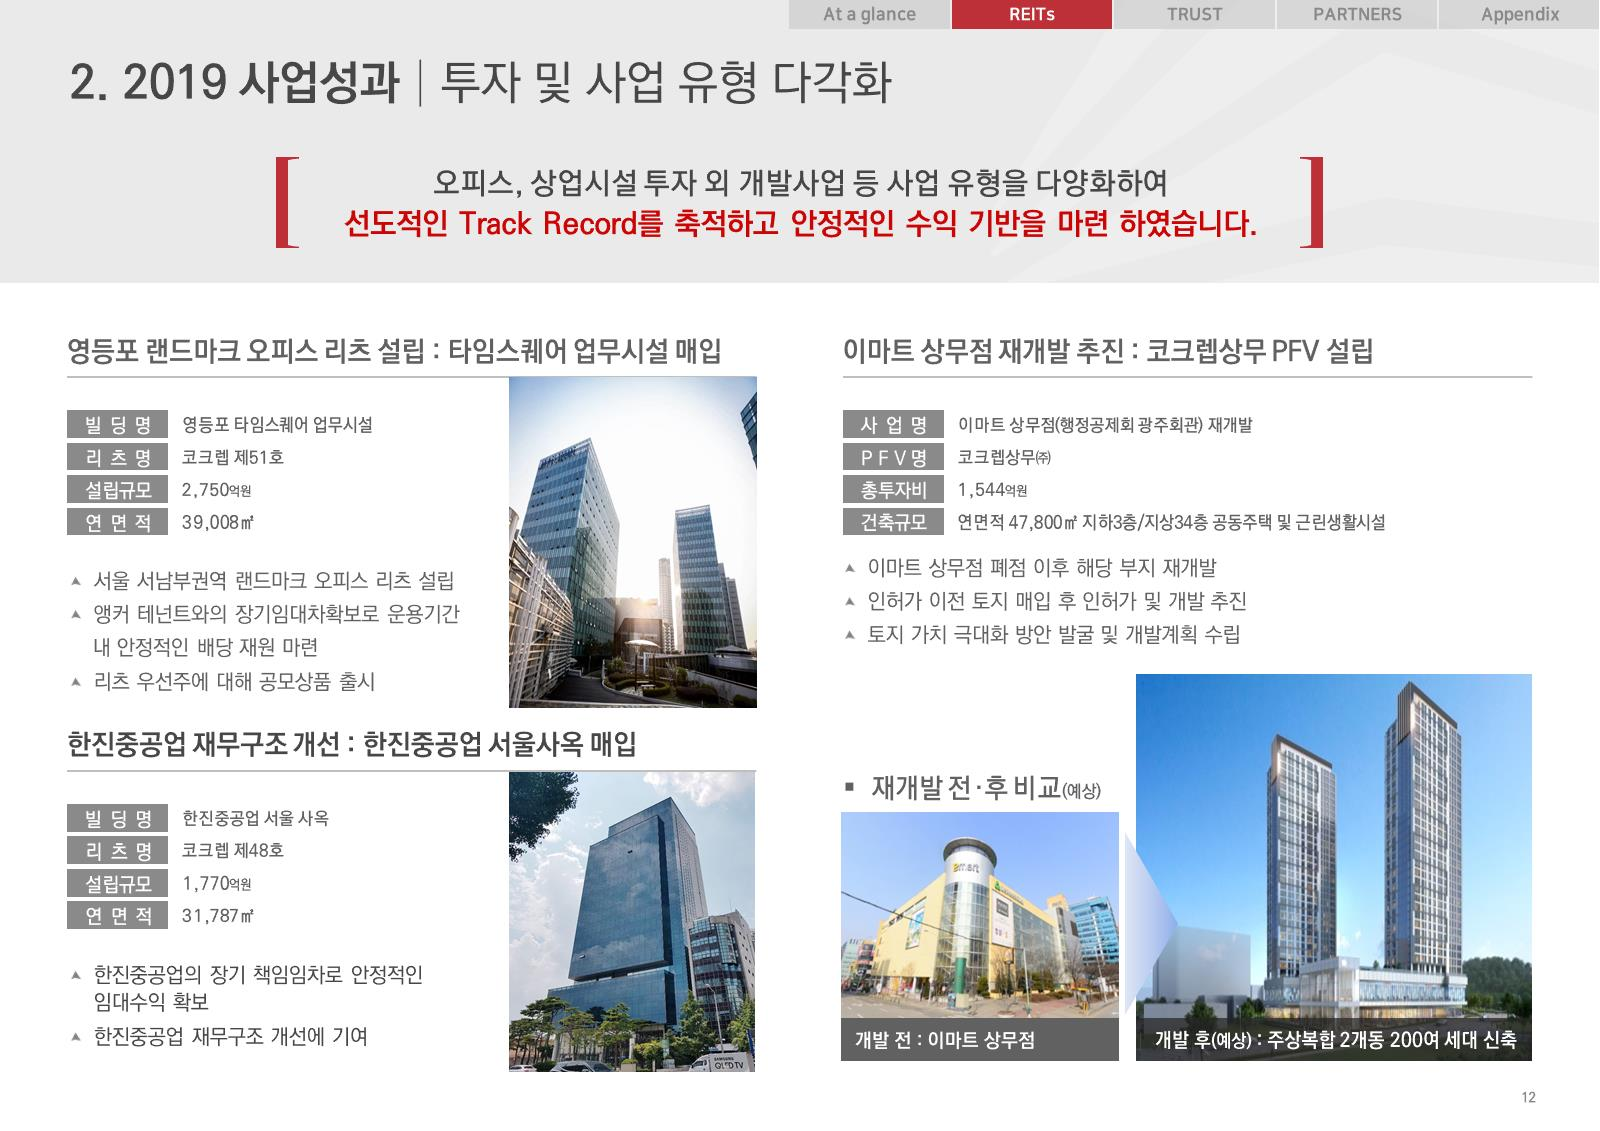 At a glance
REITs
TRUST
PARTNERS
Appendix
2. 2019 사업성과 | 투자 및 사업 유형 다각화
오피스, 상업시설 투자 외 개발사업 등 사업 유형을 다양화하여
선도적인 Track Record를 축적하고 안정적인 수익 기반을 마련 하였습니다.
영등포 랜드마크 오피스 리츠 설립 : 타임스퀘어 업무시설 매입
빌 딩 명 영등포 타임스퀘어 업무시설
리 츠 명 코크렙 제51호
설립규모 2,750억원
연 면 적 39,008㎡
서울 서남부권역 랜드마크 오피스 리츠 설립
앵커 테넌트와의 장기임대차확보로 운용기간
내 안정적인 배당 재원 마련
리츠 우선주에 대해 공모상품 출시
한진중공업 재무구조 개선 : 한진중공업 서울사옥 매입
빌 딩 명 한진중공업 서울 사옥
리 츠 명 코크렙 제48호
설립규모 1,770억원
연 면 적 31,787㎡
한진중공업의 장기 책임임차로 안정적인
임대수익 확보
한진중공업 재무구조 개선에 기여
SAMSUNG
QLED TV
이마트 상무점 재개발 추진 : 코크렙상무 PFV 설립
사 업 명 이마트 상무점(행정공제회 광주회관) 재개발
P F V 명 코크렙상무㈜
총투자비 1,544억원
건축규모 연면적 47,800㎡ 지하3층/지상34층 공동주택 및 근린생활시설
이마트 상무점 폐점 이후 해당 부지 재개발
인허가 이전 토지 매입 후 인허가 및 개발 추진
토지 가치 극대화 방안 발굴 및 개발계획 수립
▪ 재개발 전·후 비교(예상)
emart
개발 전 : 이마트 상무점
개발 후(예상) : 주상복합 2개동 200여 세대 신축
12